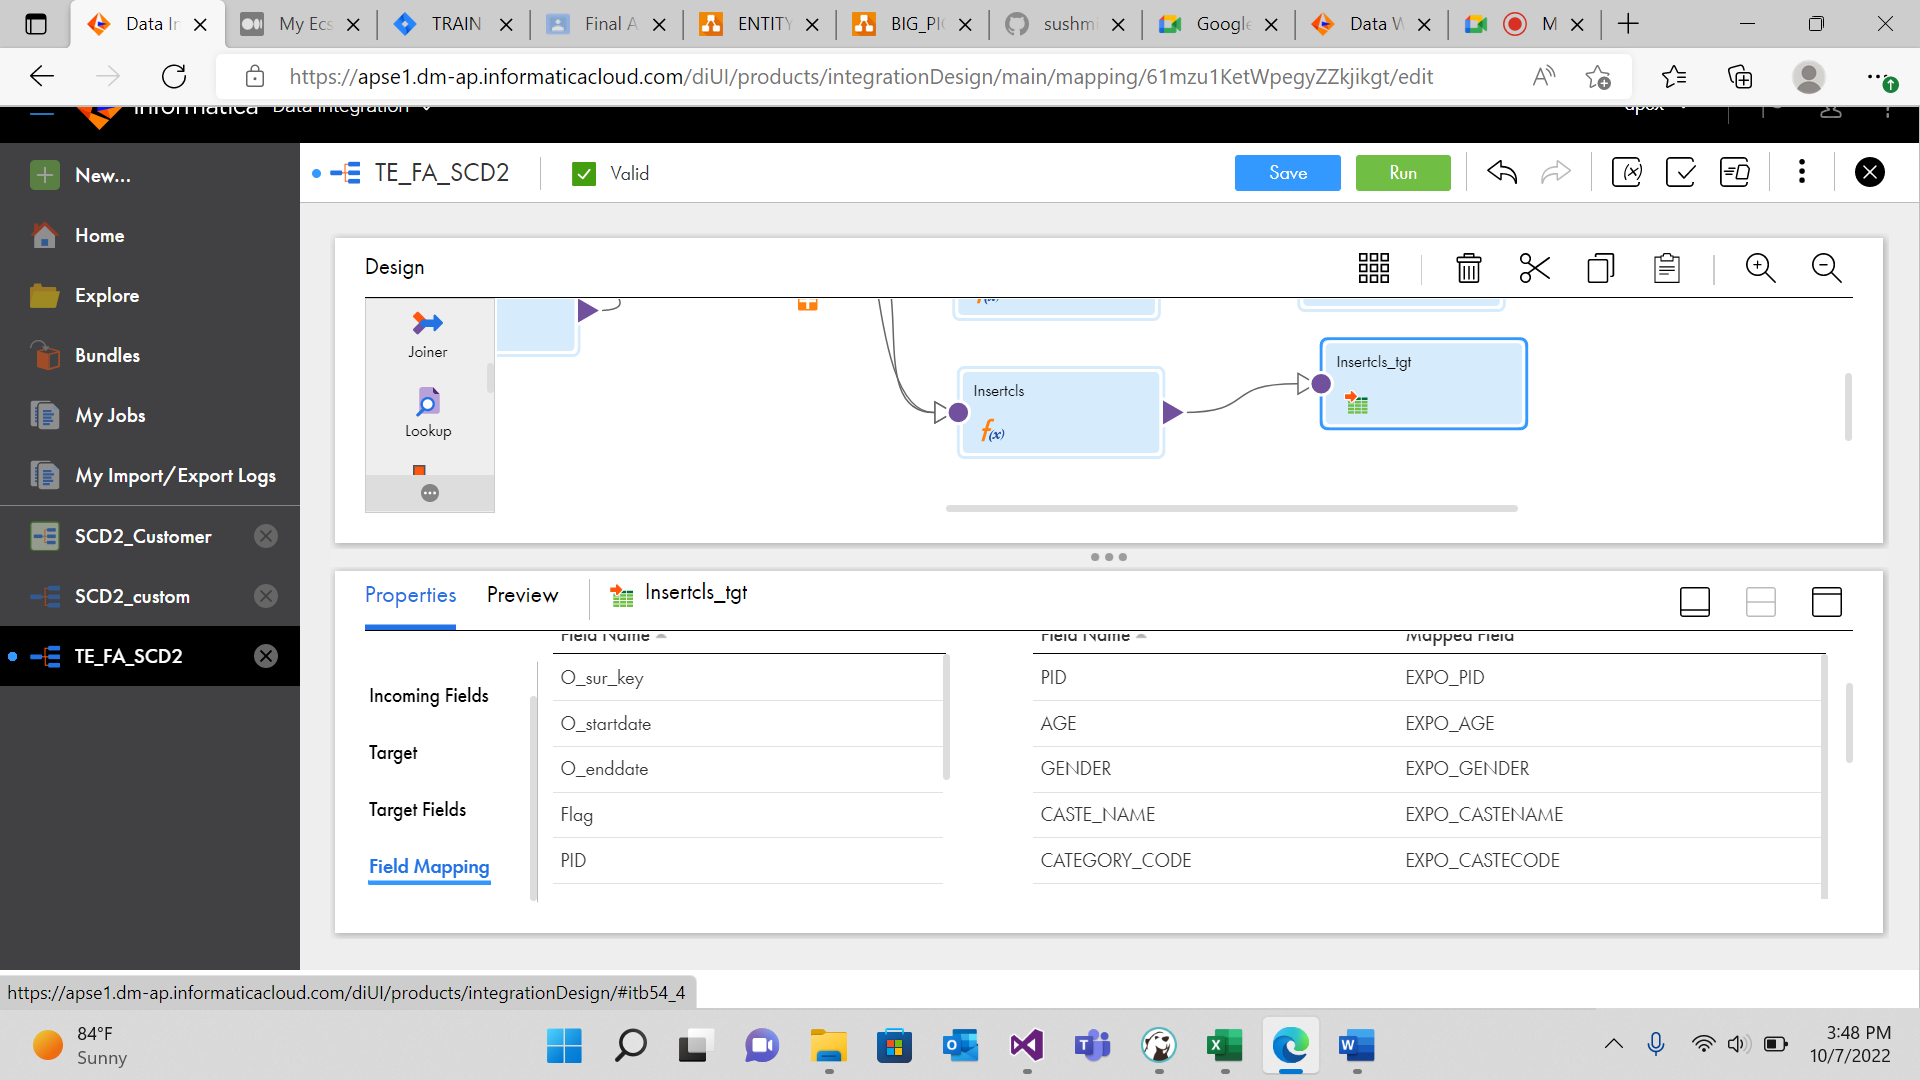 Data In
My Ecs
TRAIN
Final A
ENTITY
BIG_PIC
sushmi
Google
Data W
M
https://apse1.dm-ap.informaticacloud.com/diUI/products/integrationDesign/main/mapping/61mzu1KetWpegyZZkjikgt/edit
Informatica Data Integration
apex
New...
Home
Explore
Bundles
My Jobs
My Import/Export Logs
SCD2_Customer
SCD2_custom
TE_FA_SCD2
TE_FA_SCD2
Valid
Save
Run
Design
Joiner
Lookup
Insertcls
f(x)
Insertcls_tgt
Properties
Preview
Insertcls_tgt
Incoming Fields
Target
Target Fields
Field Mapping
Field Name
O_sur_key
O_startdate
O_enddate
Flag
PID
Field Name Mapped Field
PID EXPO_PID
AGE EXPO_AGE
GENDER EXPO_GENDER
CASTE_NAME EXPO_CASTENAME
CATEGORY_CODE EXPO_CASTECODE
https://apse1.dm-ap.informaticacloud.com/diUI/products/integrationDesign/#itb54_4
84°F
Sunny
3:48 PM
10/7/2022